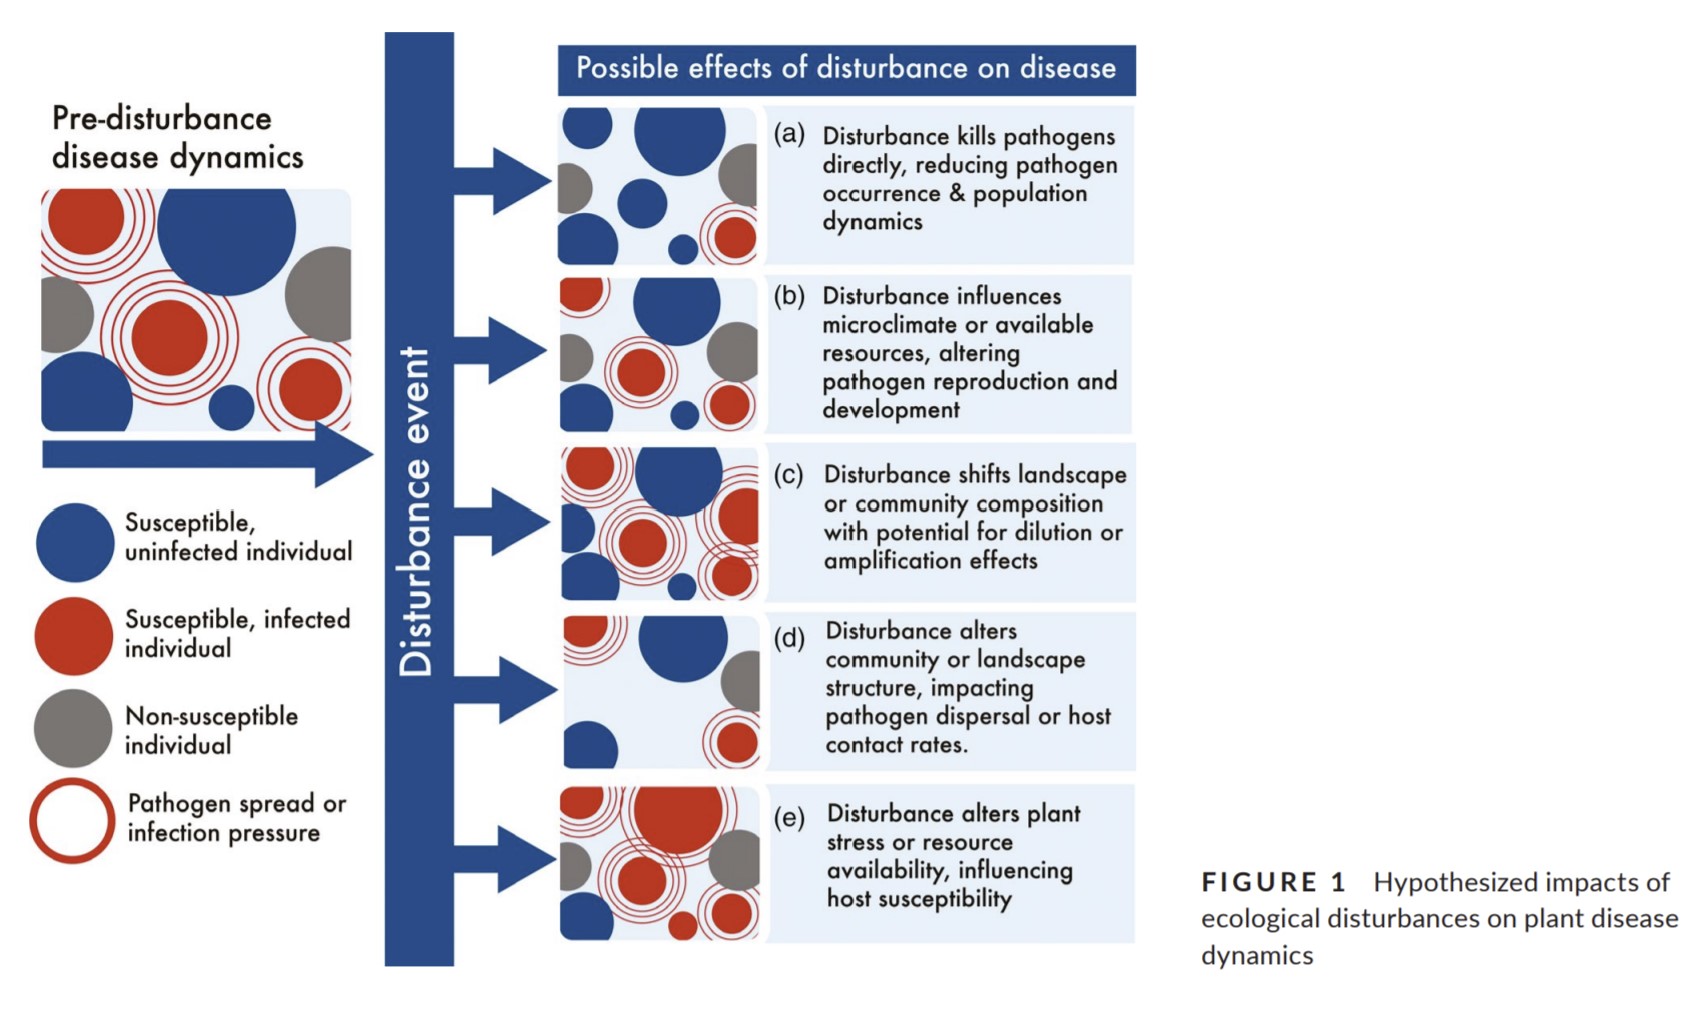 Possible effects of disturbance on disease
Pre-disturbance
disease dynamics
Susceptible,
uninfected individual
Susceptible, infected
individual
Non-susceptible
individual
Pathogen spread or
infection pressure
Disturbance event
(a) Disturbance kills pathogens
directly, reducing pathogen
occurrence & population
dynamics
(b) Disturbance influences
microclimate or available
resources, altering
pathogen reproduction and
development
(c) Disturbance shifts landscape
or community composition
with potential for dilution or
amplification effects
(d) Disturbance alters
community or landscape
structure, impacting
pathogen dispersal or host
contact rates.
(e) Disturbance alters plant
stress or resource
availability, influencing
host susceptibility
FIGURE 1 Hypothesized impacts of
ecological disturbances on plant disease
dynamics